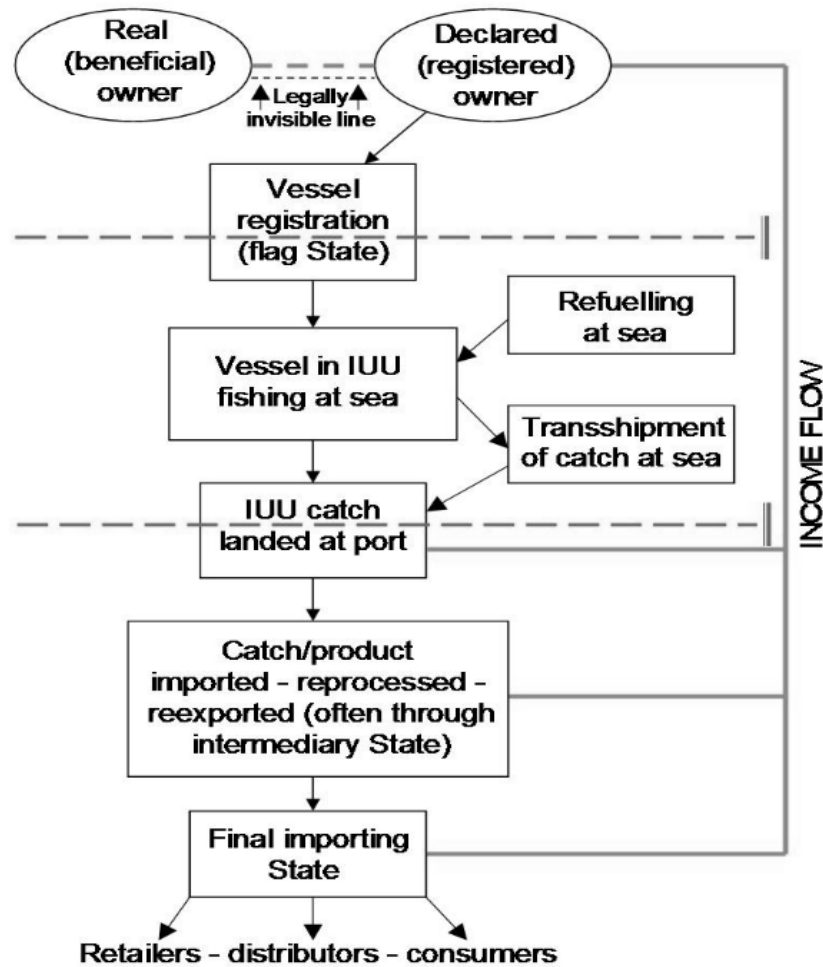 Real
(beneficial)
owner
Declared
(registered)
owner
Legally
invisible line
Vessel
registration
(flag State)
Refuelling
at sea
Vessel in IUU
fishing at sea
Transshipment
of catch at sea
IUU catch
landed at port
INCOME FLOW
Catch/product
imported - reprocessed -
reexported (often through
intermediary State)
Final importing
State
Retailers - distributors - consumers